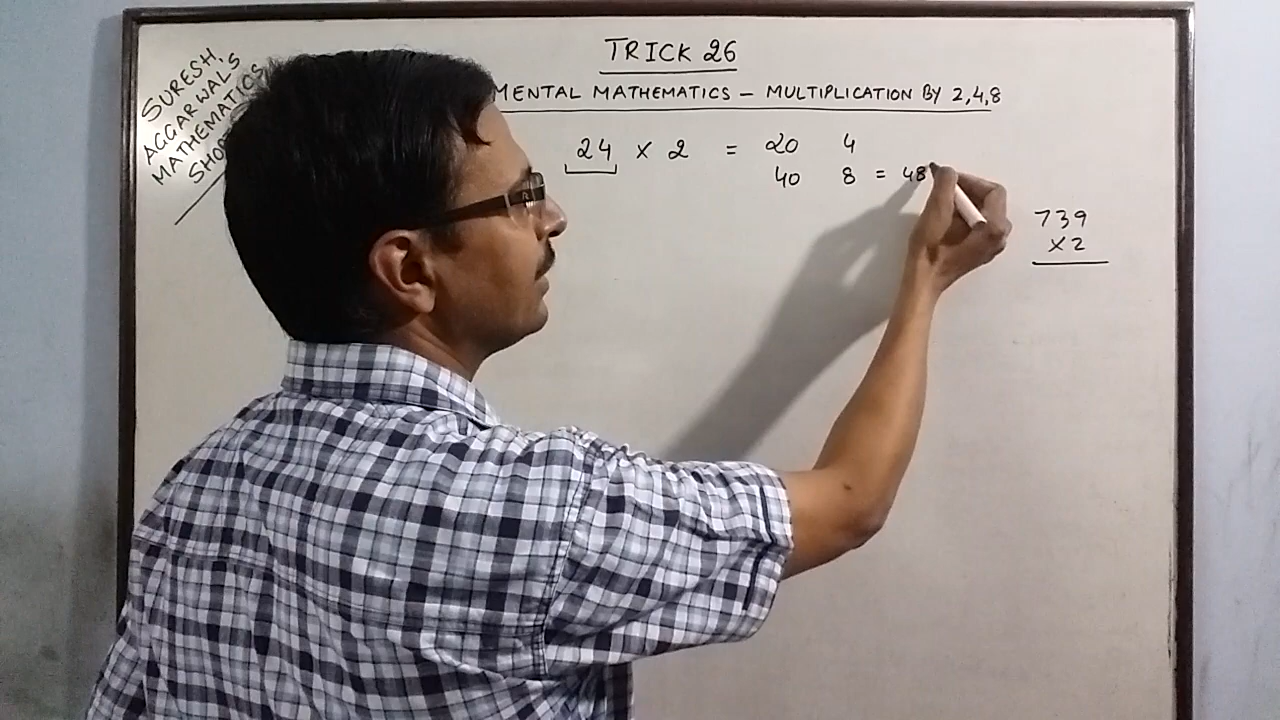 SURESH
AGGARWAL'S
MATHEMATICS
TRICK 26
MENTAL MATHEMATICS – MULTIPLICATION BY 2,4,8
24 × 2 = 20 4
40 8 = 48
739
×2